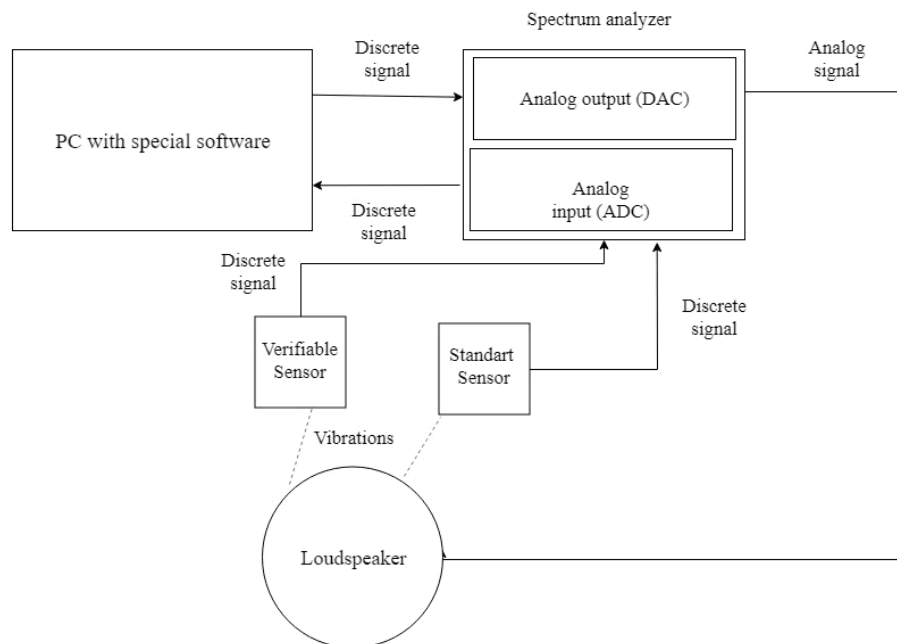 Spectrum analyzer
Discrete
signal
Analog
signal
Analog output (DAC)
PC with special software
Analog
input (ADC)
Discrete
signal
Discrete
signal
Discrete
signal
Verifiable
Sensor
Standart
Sensor
Vibrations
Loudspeaker